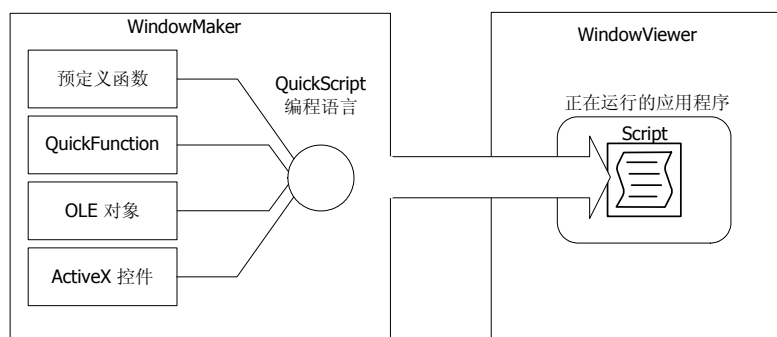 WindowMaker
预定义函数
QuickFunction
OLE 对象
ActiveX 控件
QuickScript
编程语言
WindowViewer
正在运行的应用程序
Script